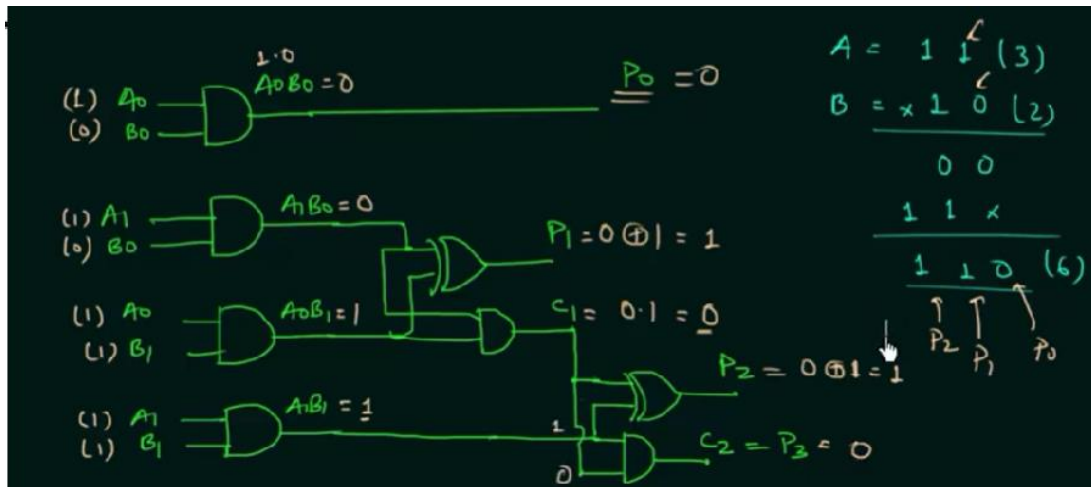 1.0
(1) A0
(0) B0
A0B0 = 0
P0 = 0
(1) A1
(0) B0
A1B0 = 0
P1 = 0 ⊕ 1 = 1
(1) A0
(1) B1
A0B1 = 1
C1 = 0.1 = 0
P2 = 0 ⊕ 1 = 1
(1) A1
(1) B1
A1B1 = 1
1
0
C2 = P3 = 0
A = 1 1 (3)
B = x 1 0 (2)
0 0
1 1 x
1 1 0 (6)
P2 P1 P0